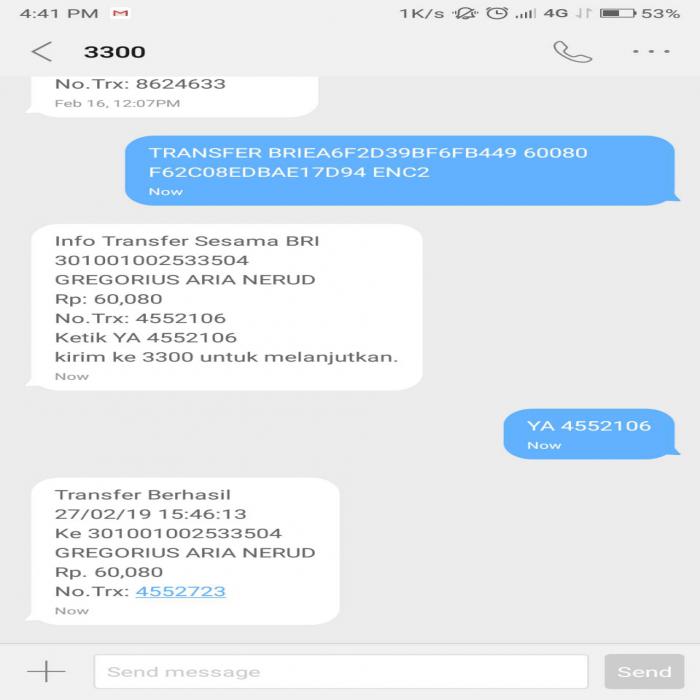 4:41 PM 1K/s 4G 53%
3300
No.Trx: 8624633
Feb 16, 12:07PM
TRANSFER BRIEA6F2D39BF6FB449 60080
F62C08EDBAE17D94 ENC2
Now
Info Transfer Sesama BRI
301001002533504
GREGORIUS ARIA NERUD
Rp: 60,080
No.Trx: 4552106
Ketik YA 4552106
kirim ke 3300 untuk melanjutkan.
Now
YA 4552106
Now
Transfer Berhasil
27/02/19 15:46:13
Ke 301001002533504
GREGORIUS ARIA NERUD
Rp. 60,080
No.Trx: 4552723
Now
Send message
Send